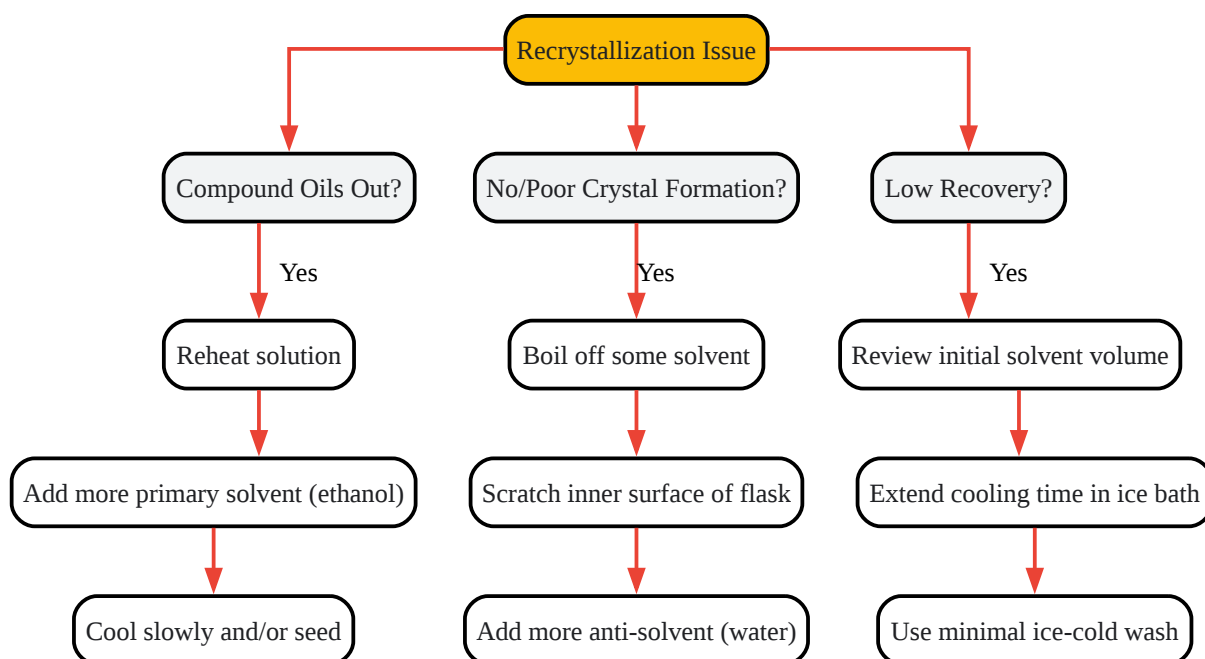 Recrystallization Issue
Compound Oils Out?
No/Poor Crystal Formation?
Low Recovery?
Yes
Yes
Yes
Reheat solution
Boil off some solvent
Review initial solvent volume
Add more primary solvent (ethanol)
Scratch inner surface of flask
Extend cooling time in ice bath
Cool slowly and/or seed
Add more anti-solvent (water)
Use minimal ice-cold wash